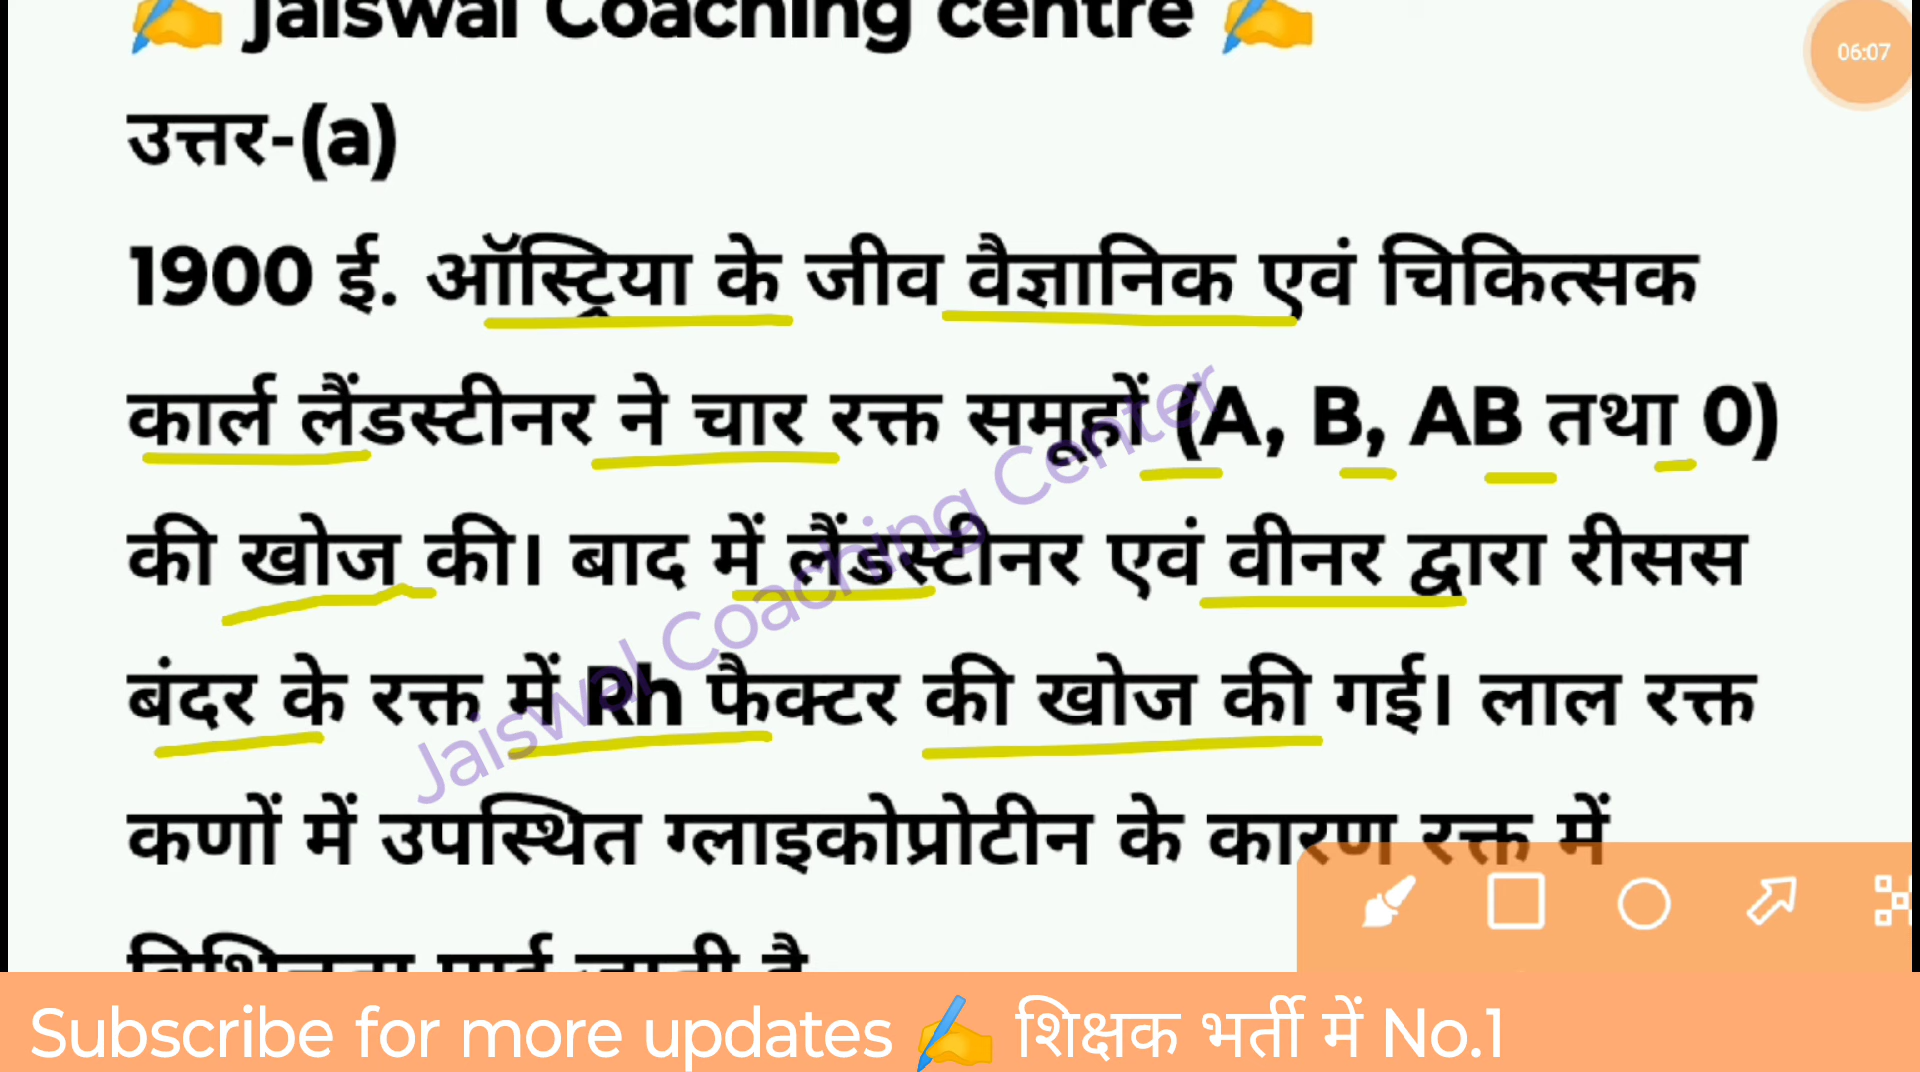 ✍️ Jaiswal Coaching centre ✍️
06:07
उत्तर-(a)
1900 ई. ऑस्ट्रिया के जीव वैज्ञानिक एवं चिकित्सक
कार्ल लैंडस्टीनर ने चार रक्त समूहों (A, B, AB तथा 0)
की खोज की। बाद में लैंडस्टीनर एवं वीनर द्वारा रीसस
बंदर के रक्त में Rh फैक्टर की खोज की गई। लाल रक्त
कणों में उपस्थित ग्लाइकोप्रोटीन के कारण रक्त में
विभिन्नता पाई जाती है
Jaiswal Coaching Center
Subscribe for more updates ✍️ शिक्षक भर्ती में No.1